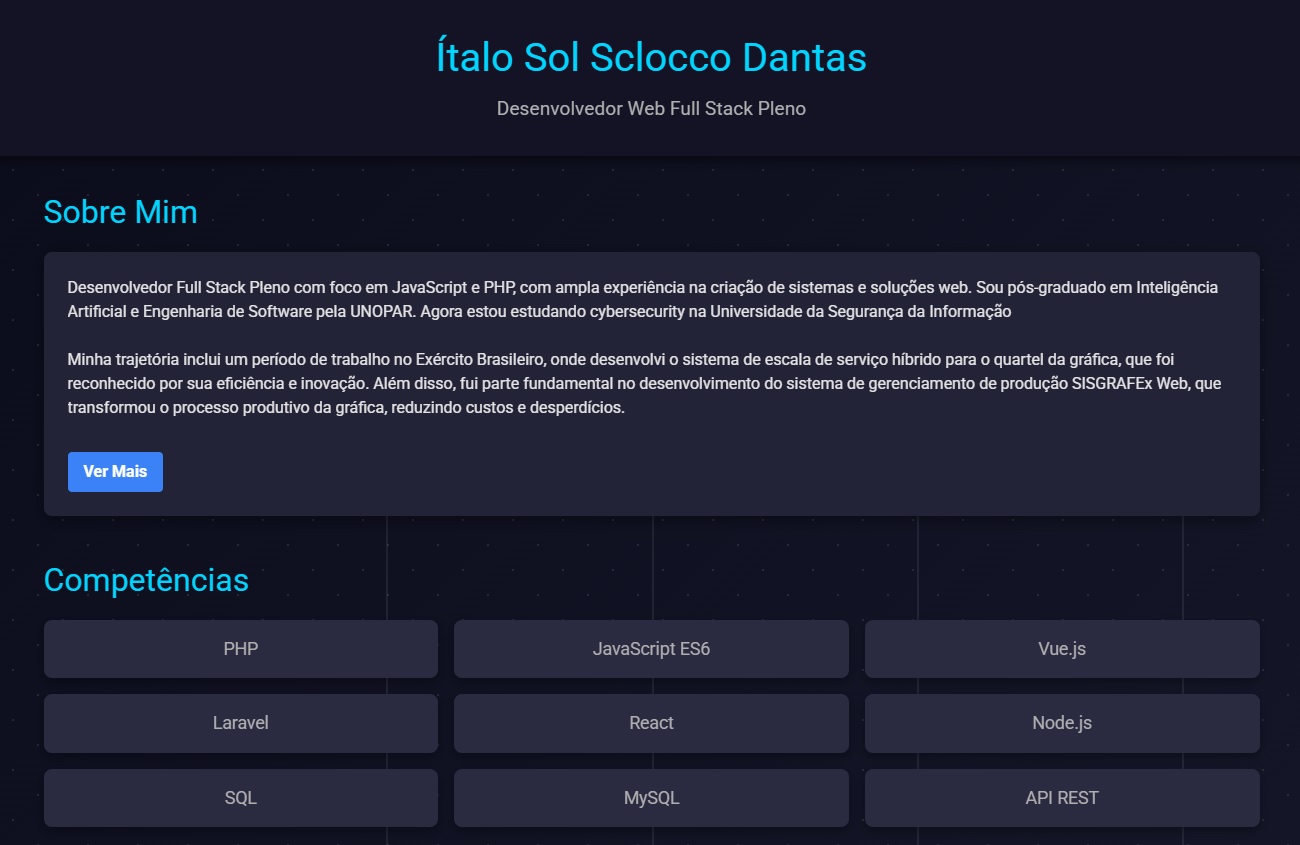 Ítalo Sol Sclocco Dantas
Desenvolvedor Web Full Stack Pleno
Sobre Mim
Desenvolvedor Full Stack Pleno com foco em JavaScript e PHP, com ampla experiência na criação de sistemas e soluções web. Sou pós-graduado em Inteligência
Artificial e Engenharia de Software pela UNOPAR. Agora estou estudando cybersecurity na Universidade da Segurança da Informação
Minha trajetória inclui um período de trabalho no Exército Brasileiro, onde desenvolvi o sistema de escala de serviço híbrido para o quartel da gráfica, que foi
reconhecido por sua eficiência e inovação. Além disso, fui parte fundamental no desenvolvimento do sistema de gerenciamento de produção SISGRAFEx Web, que
transformou o processo produtivo da gráfica, reduzindo custos e desperdícios.
Ver Mais
Competências
PHP
JavaScript ES6
Vue.js
Laravel
React
Node.js
SQL
MySQL
API REST